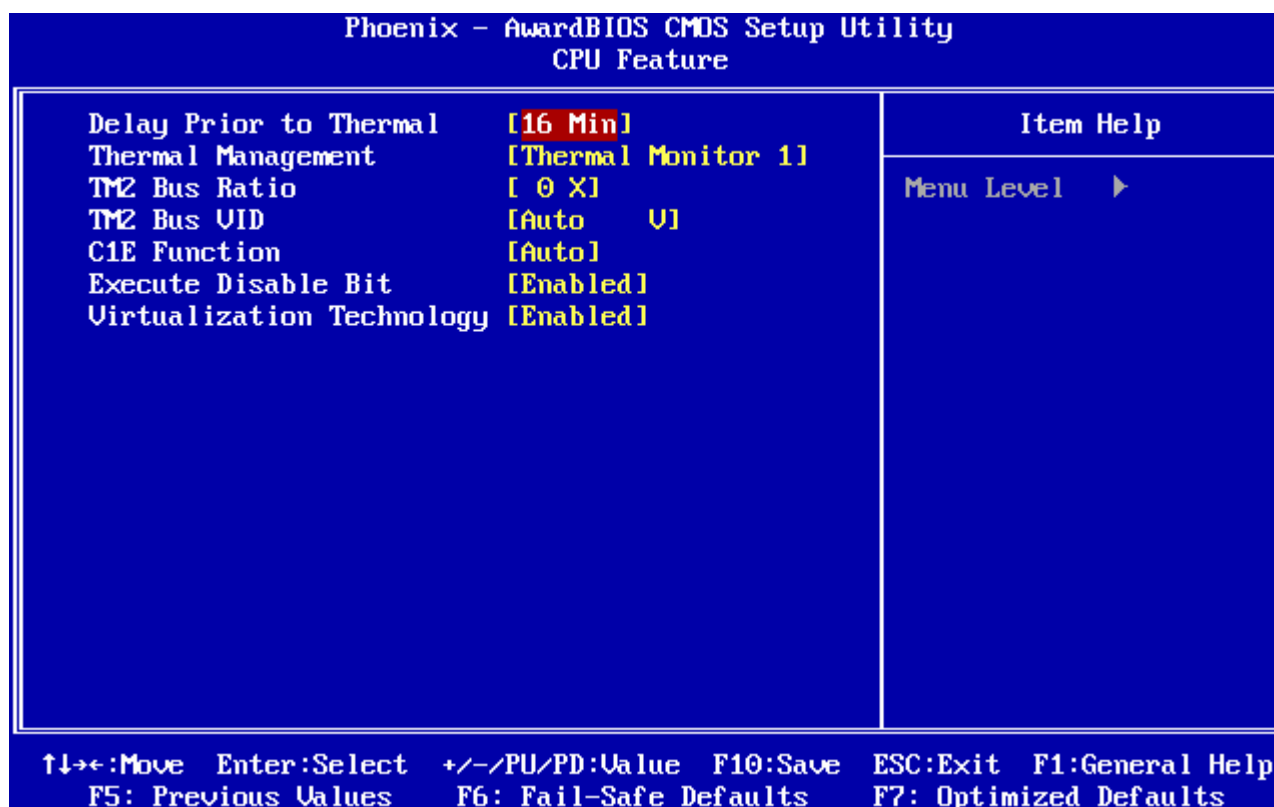 Phoenix - AwardBIOS CMOS Setup Utility
CPU Feature
Delay Prior to Thermal [16 Min]
Thermal Management [Thermal Monitor 1]
TM2 Bus Ratio [ 0 X]
TM2 Bus VID [Auto V]
C1E Function [Auto]
Execute Disable Bit [Enabled]
Virtualization Technology [Enabled]
Item Help
Menu Level ▶
↑↓→←:Move Enter:Select +/-/PU/PD:Value F10:Save ESC:Exit F1:General Help
F5: Previous Values F6: Fail-Safe Defaults F7: Optimized Defaults